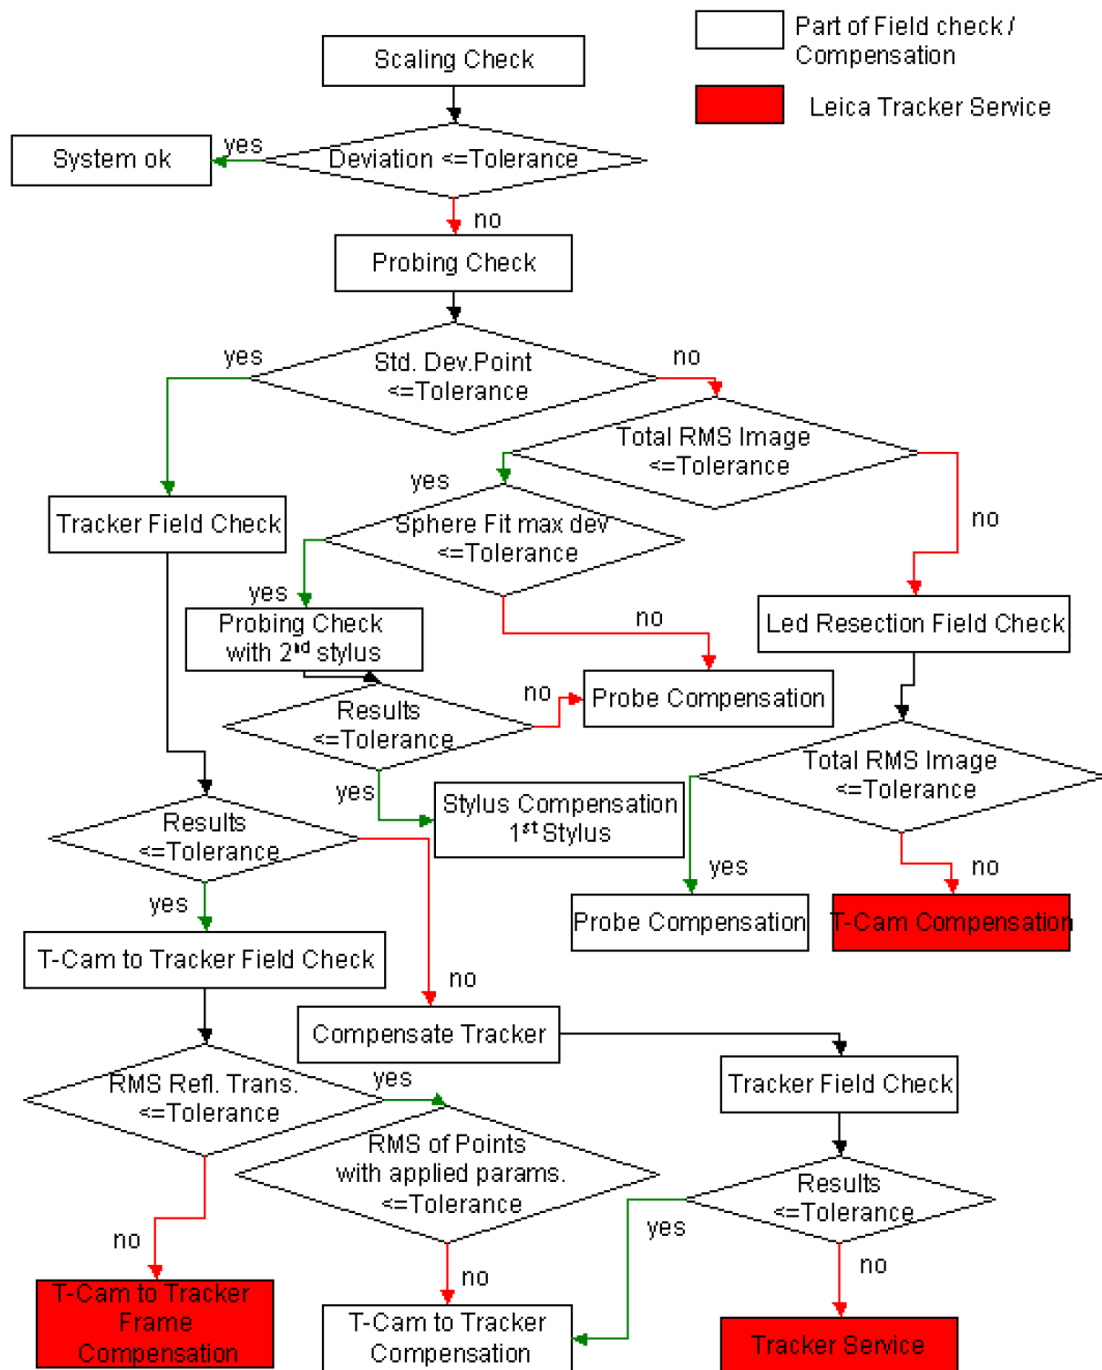 Part of Field check /
Compensation
Scaling Check
Leica Tracker Service
yes
System ok
Deviation <=Tolerance
no
Probing Check
yes
Std. Dev.Point
<=Tolerance
no
Total RMS Image
<=Tolerance
yes
Tracker Field Check
Sphere Fit max dev
<=Tolerance
no
yes
Probing Check
with 2nd stylus
no
Led Resection Field Check
no
Probe Compensation
Results
<=Tolerance
Total RMS Image
<=Tolerance
yes
Stylus Compensation
1st Stylus
Results
<=Tolerance
yes
no
yes
Probe Compensation
T-Cam Compensation
T-Cam to Tracker Field Check
no
Compensate Tracker
Tracker Field Check
RMS Refl. Trans.
<=Tolerance
yes
RMS of Points
with applied params.
<=Tolerance
Results
<=Tolerance
yes
no
no
no
T-Cam to Tracker
Frame
Compensation
T-Cam to Tracker
Compensation
Tracker Service